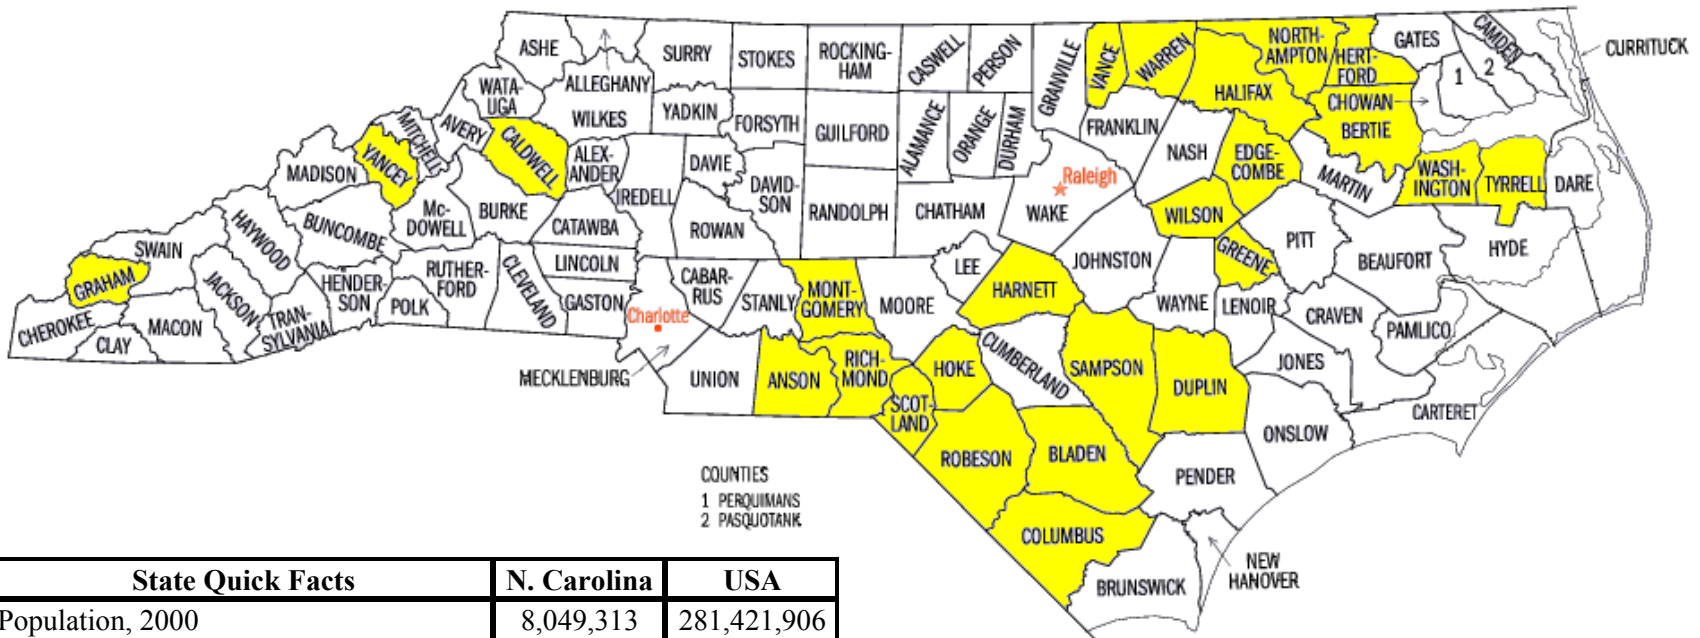 ASHE
ALLEGHANY
SURRY
STOKES
ROCKING-
HAM
CASWELL
PERSON
GRANVILLE
VANCE
WARREN
NORTH-
AMPTON
HERT-
FORD
GATES
CAMDEN
CURRITUCK
1
2
WATA-
UGA
WILKES
YADKIN
FORSYTH
GUILFORD
ALAMANCE
ORANGE
DURHAM
FRANKLIN
HALIFAX
CHOWAN
BERTIE
MITCHELL
AVERY
CALDWELL
ALEX-
ANDER
IREDELL
DAVIE
DAVID-
SON
NASH
EDGE-
COMBE
MARTIN
WASH-
INGTON
TYRRELL
DARE
MADISON
YANCEY
Raleigh
WAKE
WILSON
BUNCOMBE
Mc-
DOWELL
BURKE
CATAWBA
ROWAN
RANDOLPH
CHATHAM
PITT
HYDE
SWAIN
HAYWOOD
LINCOLN
LEE
JOHNSTON
GREENE
BEAUFORT
GRAHAM
JACKSON
HENDER-
SON
RUTHER-
FORD
POLK
CLEVELAND
GASTON
CABAR-
RUS
STANLY
MONT-
GOMERY
MOORE
HARNETT
WAYNE
LENOIR
CRAVEN
PAMLICO
CHEROKEE
CLAY
MACON
TRAN-
SYLVANIA
Charlotte
MECKLENBURG
UNION
ANSON
RICH-
MOND
SCOT-
LAND
HOKE
CUMBERLAND
SAMPSON
DUPLIN
JONES
CARTERET
ONSLOW
ROBESON
BLADEN
PENDER
COLUMBUS
BRUNSWICK
NEW
HANOVER
COUNTIES
1 PERQUIMANS
2 PASQUOTANK
State Quick Facts N. Carolina USA
Population, 2000 8,049,313 281,421,906